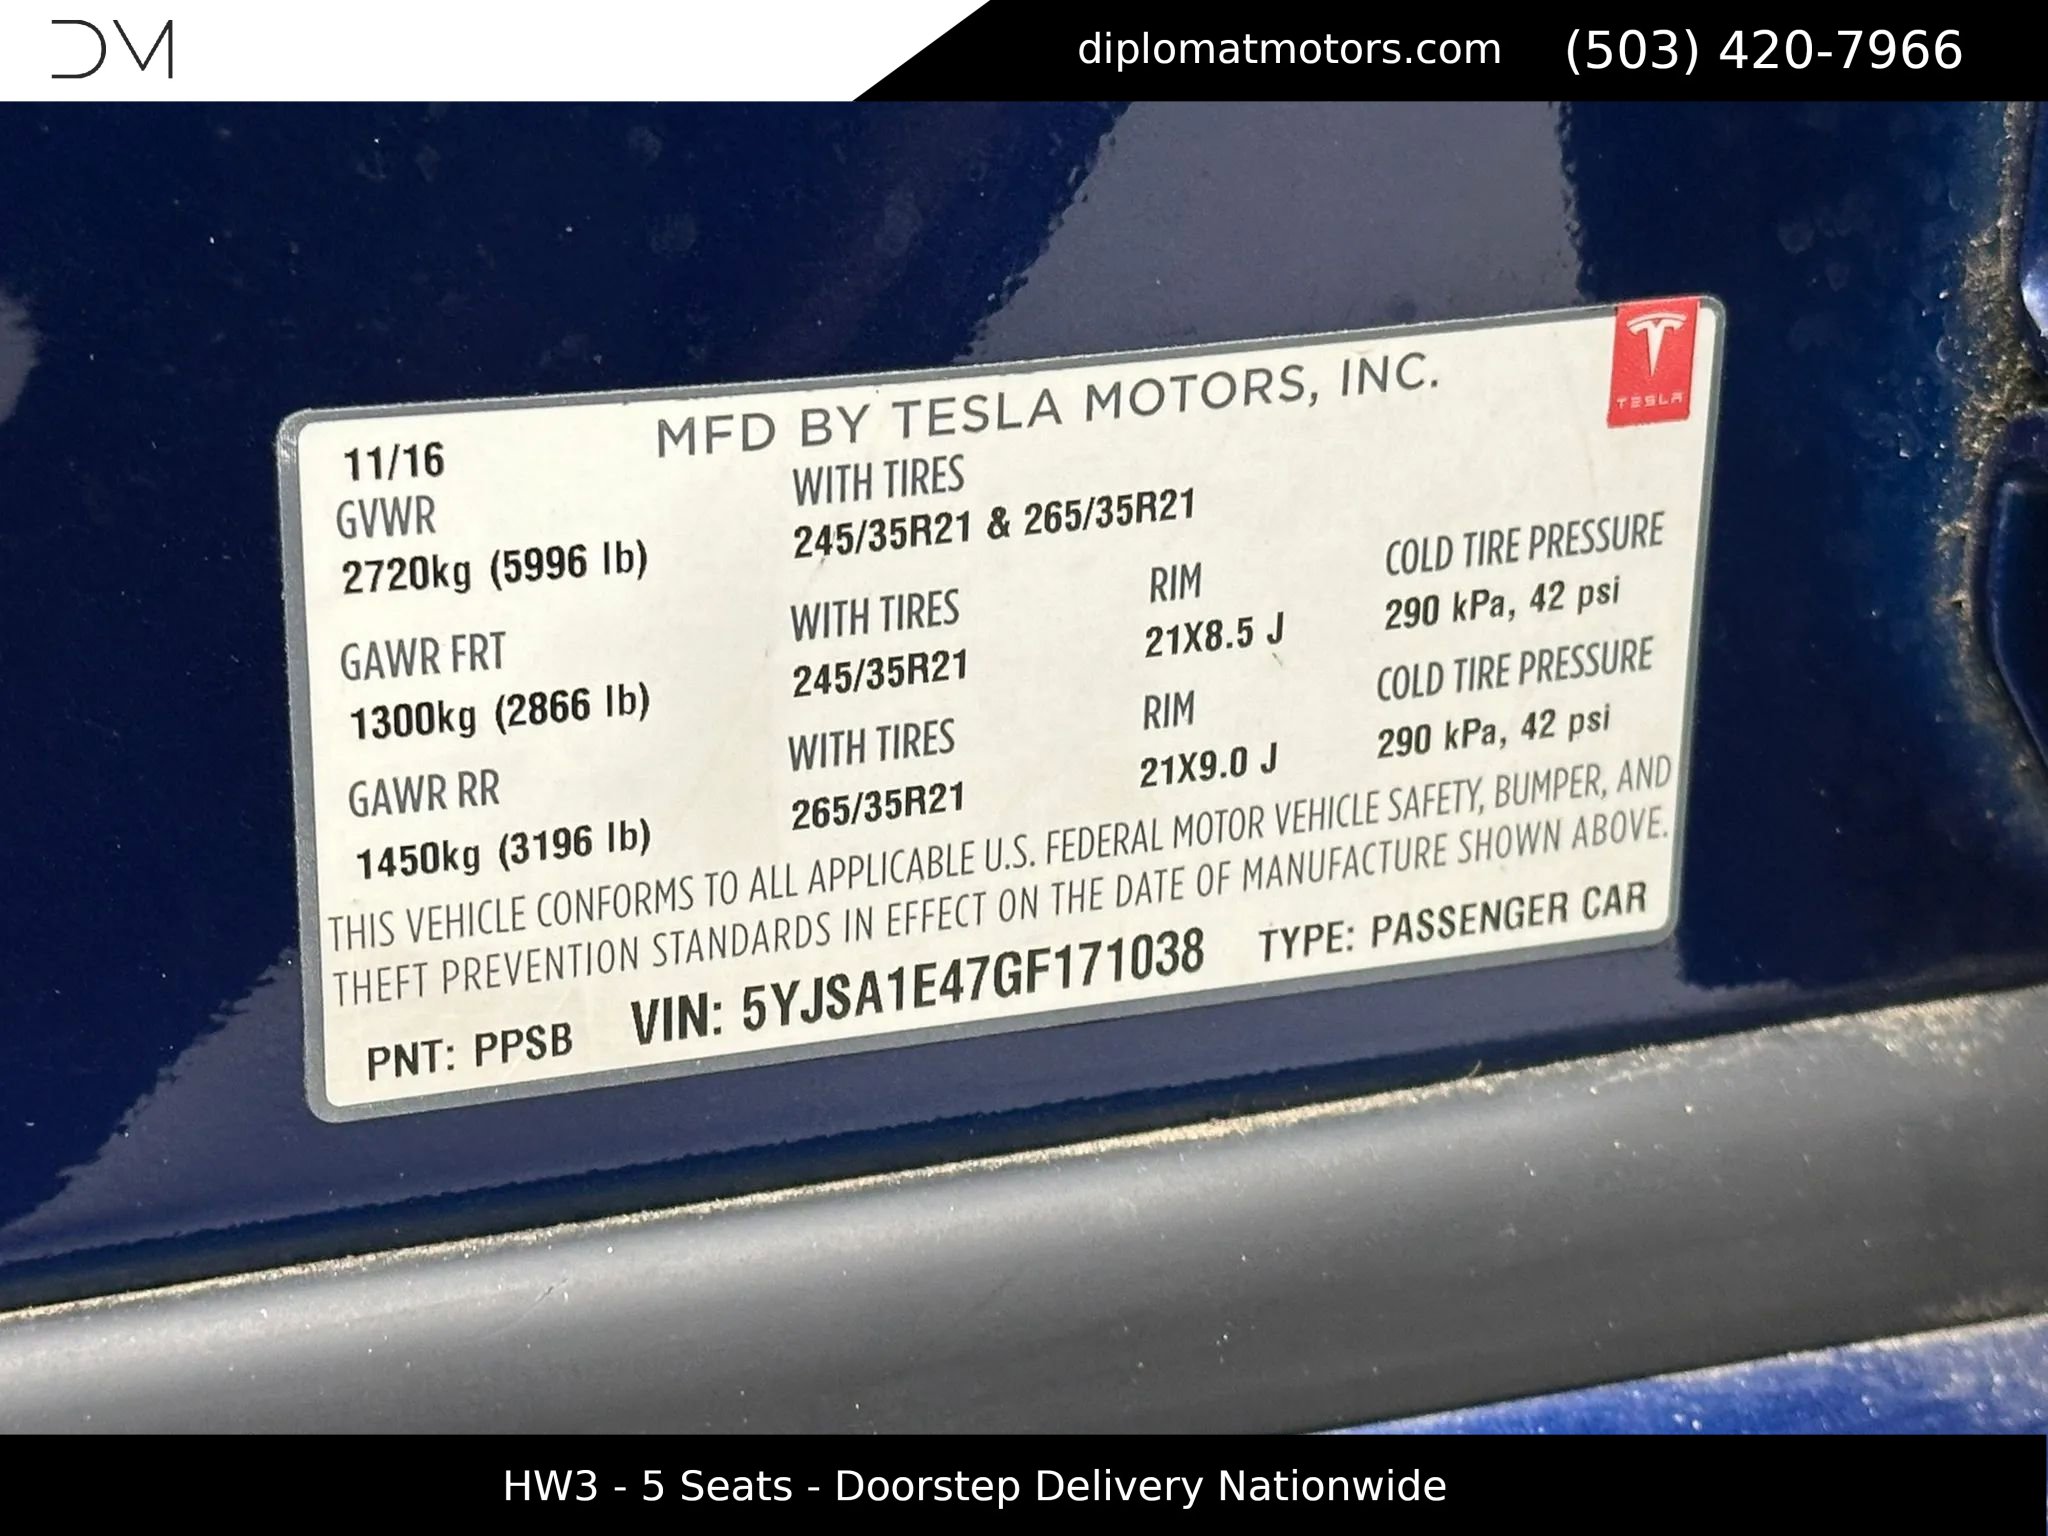 DM
diplomatmotors.com (503) 420-7966
MFD BY TESLA MOTORS, INC.
TESLA
11/16
GVWR
2720kg (5996 lb)
WITH TIRES
245/35R21 & 265/35R21
GAWR FRT
1300kg (2866 lb)
WITH TIRES
245/35R21
RIM
21X8.5 J
COLD TIRE PRESSURE
290 kPa, 42 psi
GAWR RR
1450kg (3196 lb)
WITH TIRES
265/35R21
RIM
21X9.0 J
COLD TIRE PRESSURE
290 kPa, 42 psi
THIS VEHICLE CONFORMS TO ALL APPLICABLE U.S. FEDERAL MOTOR VEHICLE SAFETY, BUMPER, AND
THEFT PREVENTION STANDARDS IN EFFECT ON THE DATE OF MANUFACTURE SHOWN ABOVE.
PNT: PPSB VIN: 5YJSA1E47GF171038 TYPE: PASSENGER CAR
HW3 - 5 Seats - Doorstep Delivery Nationwide